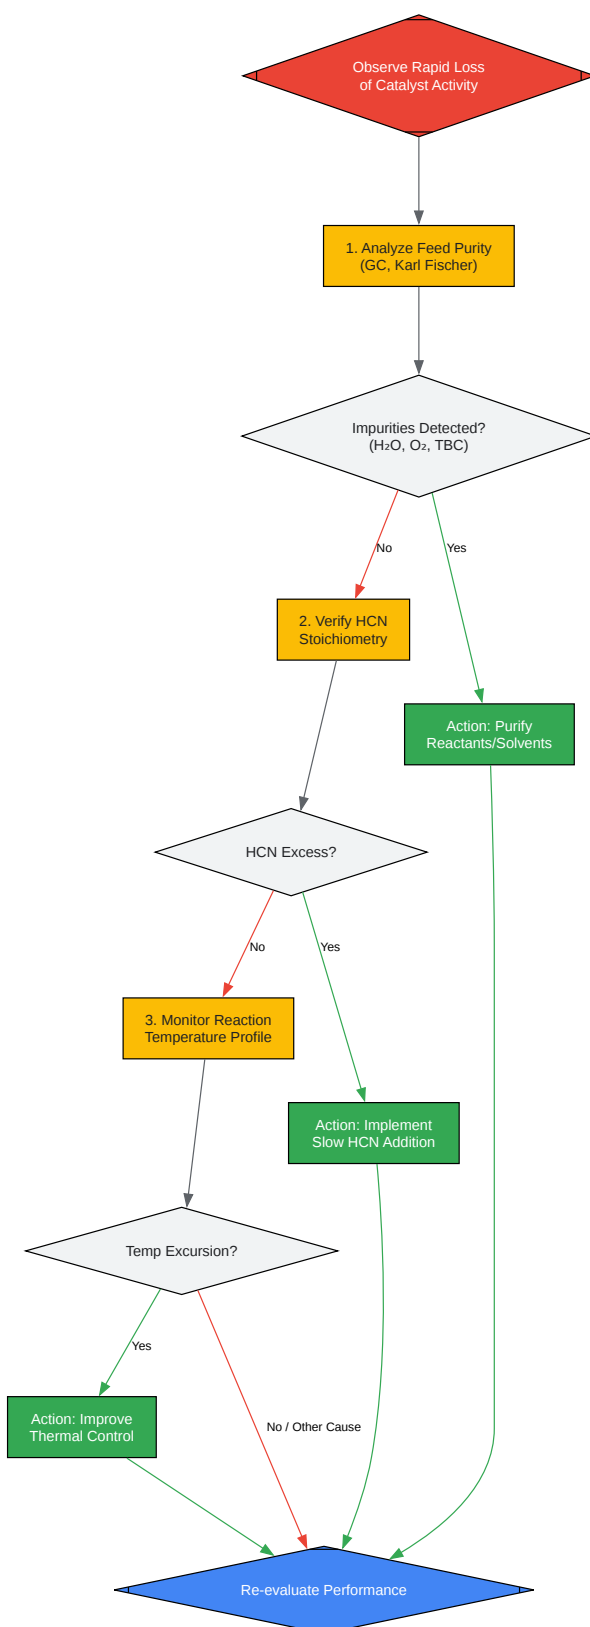 Observe Rapid Loss
of Catalyst Activity
1. Analyze Feed Purity
(GC, Karl Fischer)
Impurities Detected?
(H₂O, O₂, TBC)
No
Yes
2. Verify HCN
Stoichiometry
Action: Purify
Reactants/Solvents
HCN Excess?
No
Yes
3. Monitor Reaction
Temperature Profile
Action: Implement
Slow HCN Addition
Temp Excursion?
Yes
Action: Improve
Thermal Control
No / Other Cause
Re-evaluate Performance